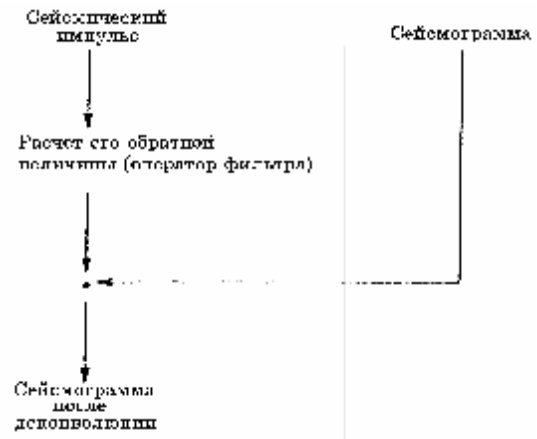 Сейсмический
импульс
Сейсмограмма
Расчет его обратной
величины (оператор фильтра)
Сейсмограмма
после
деконволюции